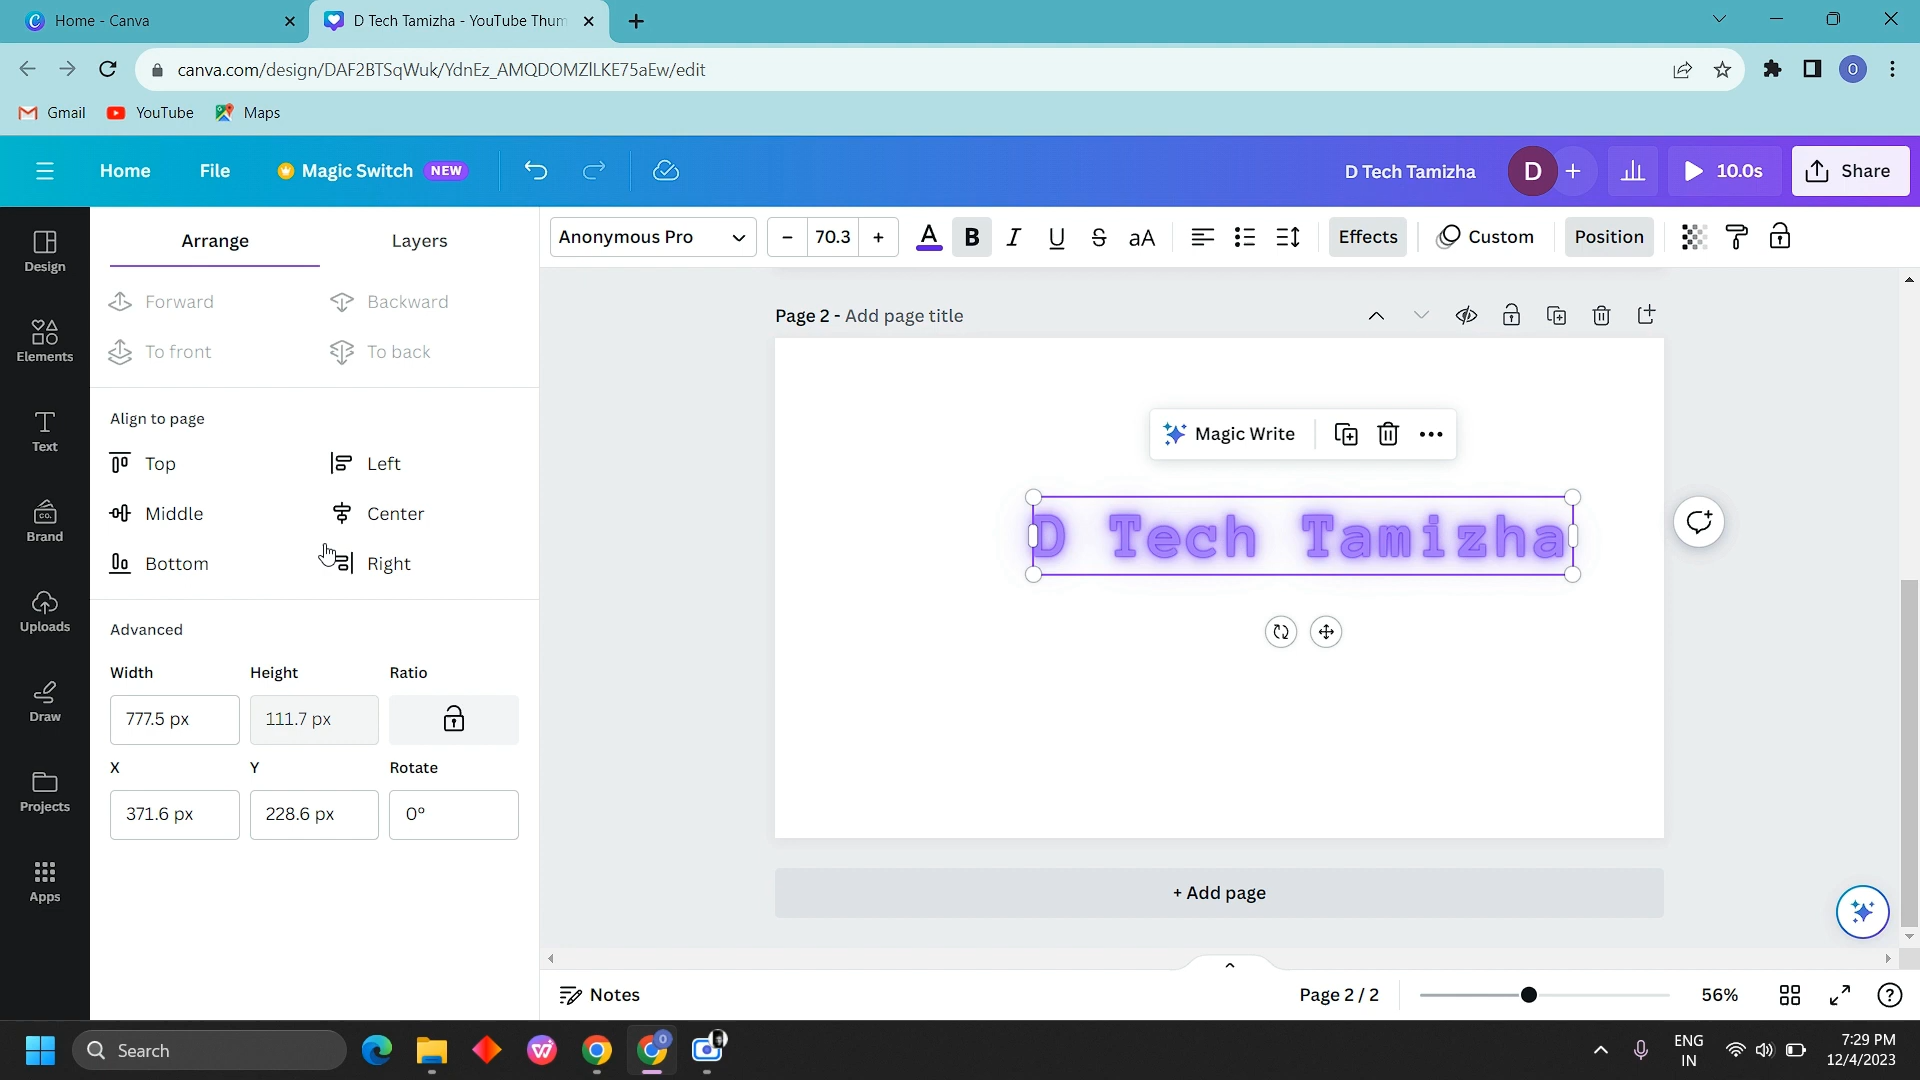 Home - Canva
D Tech Tamizha - YouTube Thum
canva.com/design/DAF2BTSqWuk/YdnEz_AMQDOMZlLKE75aEw/edit
O
Gmail YouTube Maps
Home File Magic Switch NEW
D Tech Tamizha D + 10.0s Share
Design
Elements
Text
Brand
Uploads
Draw
Projects
Apps
Arrange Layers
Forward Backward
To front To back
Align to page
Top Left
Middle Center
Bottom Right
Advanced
Width Height Ratio
777.5 px 111.7 px
X Y Rotate
371.6 px 228.6 px 0°
Anonymous Pro – 70.3 + A B I U S aA Effects Custom Position
Page 2 - Add page title
Magic Write
D Tech Tamizha
+ Add page
Notes
Page 2 / 2 56%
Search
ENG
IN
7:29 PM
12/4/2023